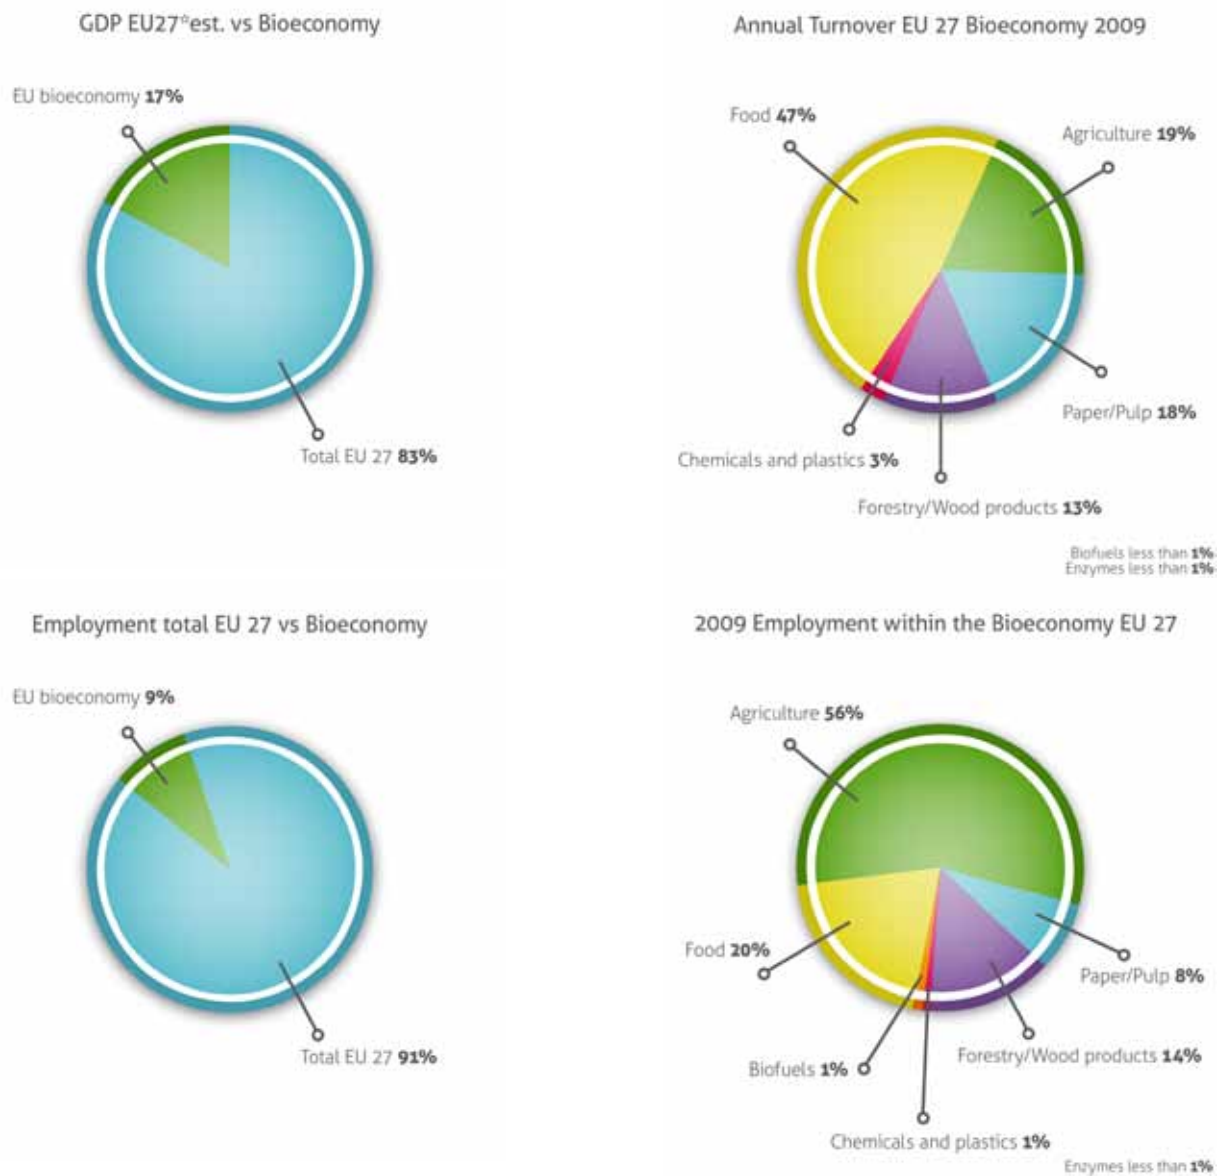 GDP EU27*est. vs Bioeconomy
EU bioeconomy 17%
Total EU 27 83%
Annual Turnover EU 27 Bioeconomy 2009
Food 47%
Agriculture 19%
Paper/Pulp 18%
Chemicals and plastics 3%
Forestry/Wood products 13%
Biofuels less than 1%
Enzymes less than 1%
Employment total EU 27 vs Bioeconomy
EU bioeconomy 9%
Total EU 27 91%
2009 Employment within the Bioeconomy EU 27
Agriculture 56%
Food 20%
Paper/Pulp 8%
Forestry/Wood products 14%
Biofuels 1%
Chemicals and plastics 1%
Enzymes less than 1%